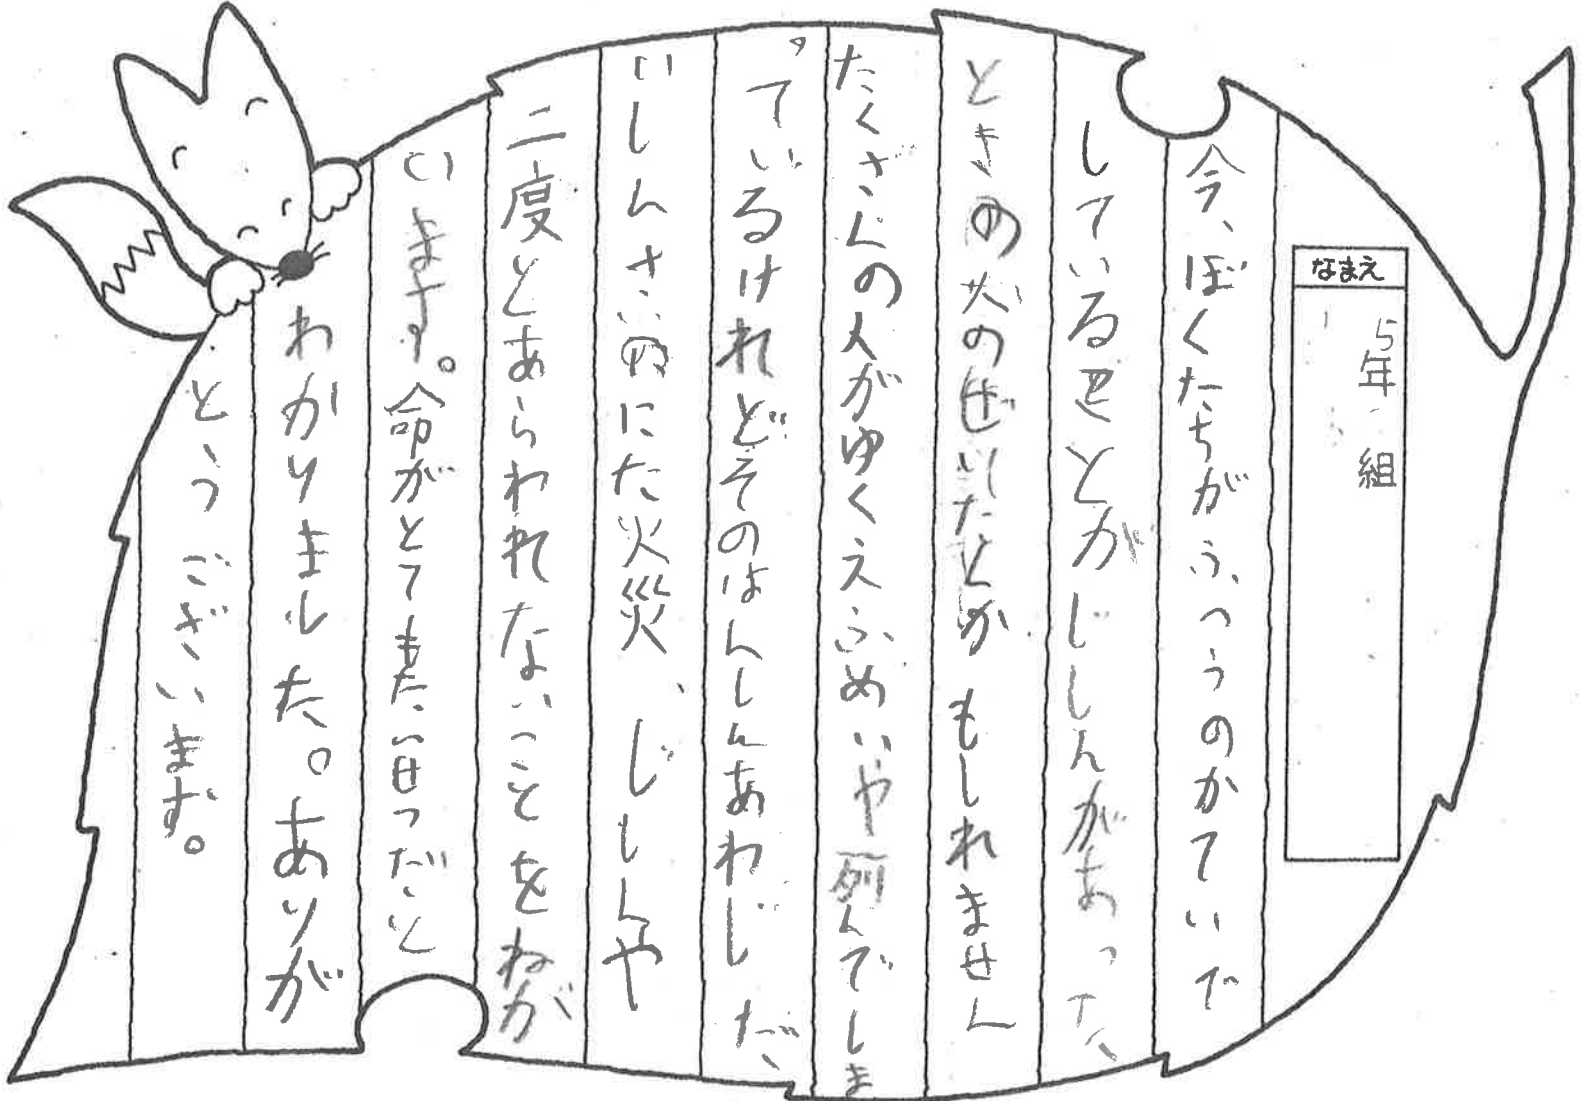 なまえ
5年 組
今、ぼくたちがふつうのかていで
していることがじしんがあった
ときの火のせいだとかもしれません
たくさんの人がゆくえふめいや死んでしま
っているけれどそのはんしんあわじだ
いしんさいのにた火災、じしんや
二度とあらわれないことをねが
います。命がとてもたいせつだと
わかりました。ありが
とうございます。